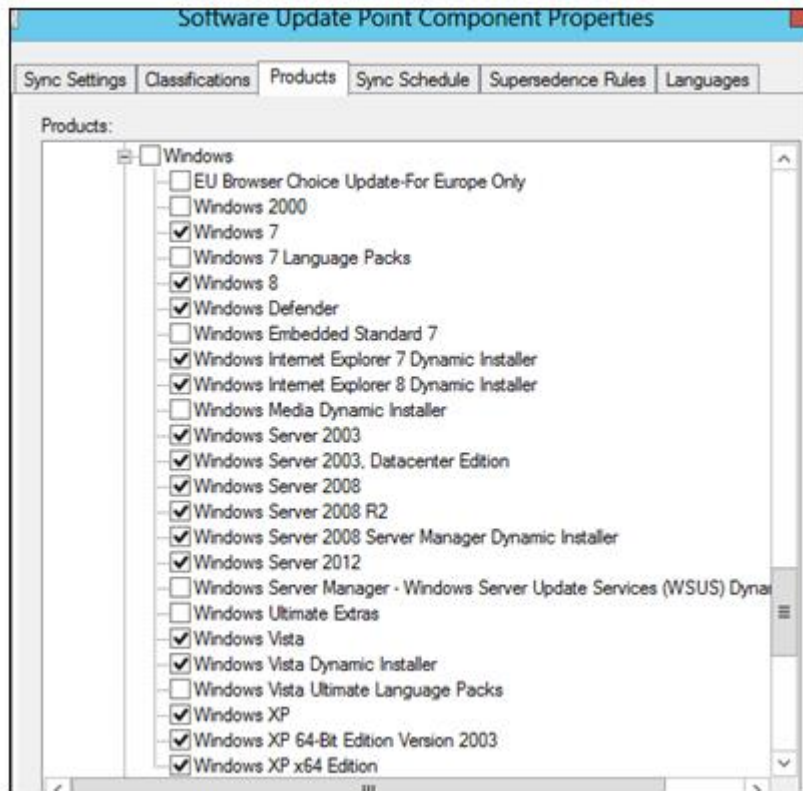 Software Update Point Component Properties
Sync Settings Classifications Products Sync Schedule Supersedence Rules Languages
Products:
Windows
EU Browser Choice Update-For Europe Only
Windows 2000
Windows 7
Windows 7 Language Packs
Windows 8
Windows Defender
Windows Embedded Standard 7
Windows Internet Explorer 7 Dynamic Installer
Windows Internet Explorer 8 Dynamic Installer
Windows Media Dynamic Installer
Windows Server 2003
Windows Server 2003, Datacenter Edition
Windows Server 2008
Windows Server 2008 R2
Windows Server 2008 Server Manager Dynamic Installer
Windows Server 2012
Windows Server Manager - Windows Server Update Services (WSUS) Dynar
Windows Ultimate Extras
Windows Vista
Windows Vista Dynamic Installer
Windows Vista Ultimate Language Packs
Windows XP
Windows XP 64-Bit Edition Version 2003
Windows XP x64 Edition